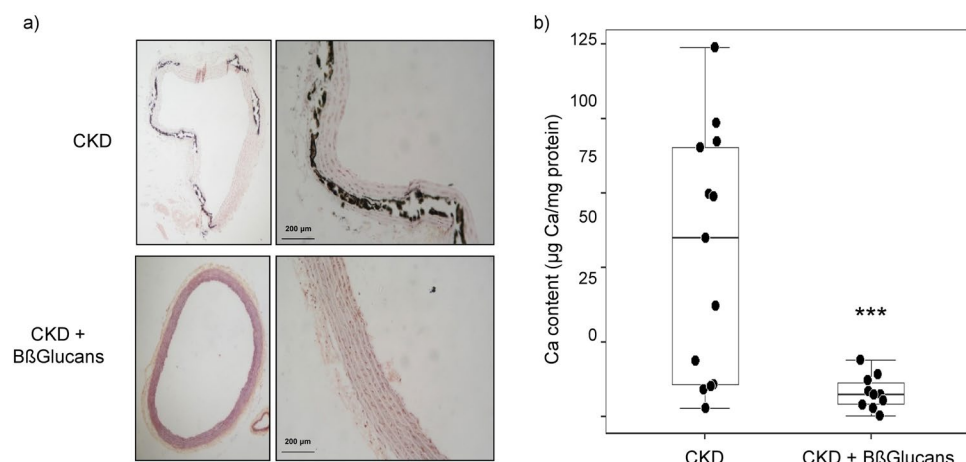 a)
CKD
200 µm
CKD +
BßGlucans
200 µm
b)
Ca content (µg Ca/mg protein)
125
100
75
50
25
0
***
CKD
CKD + BßGlucans